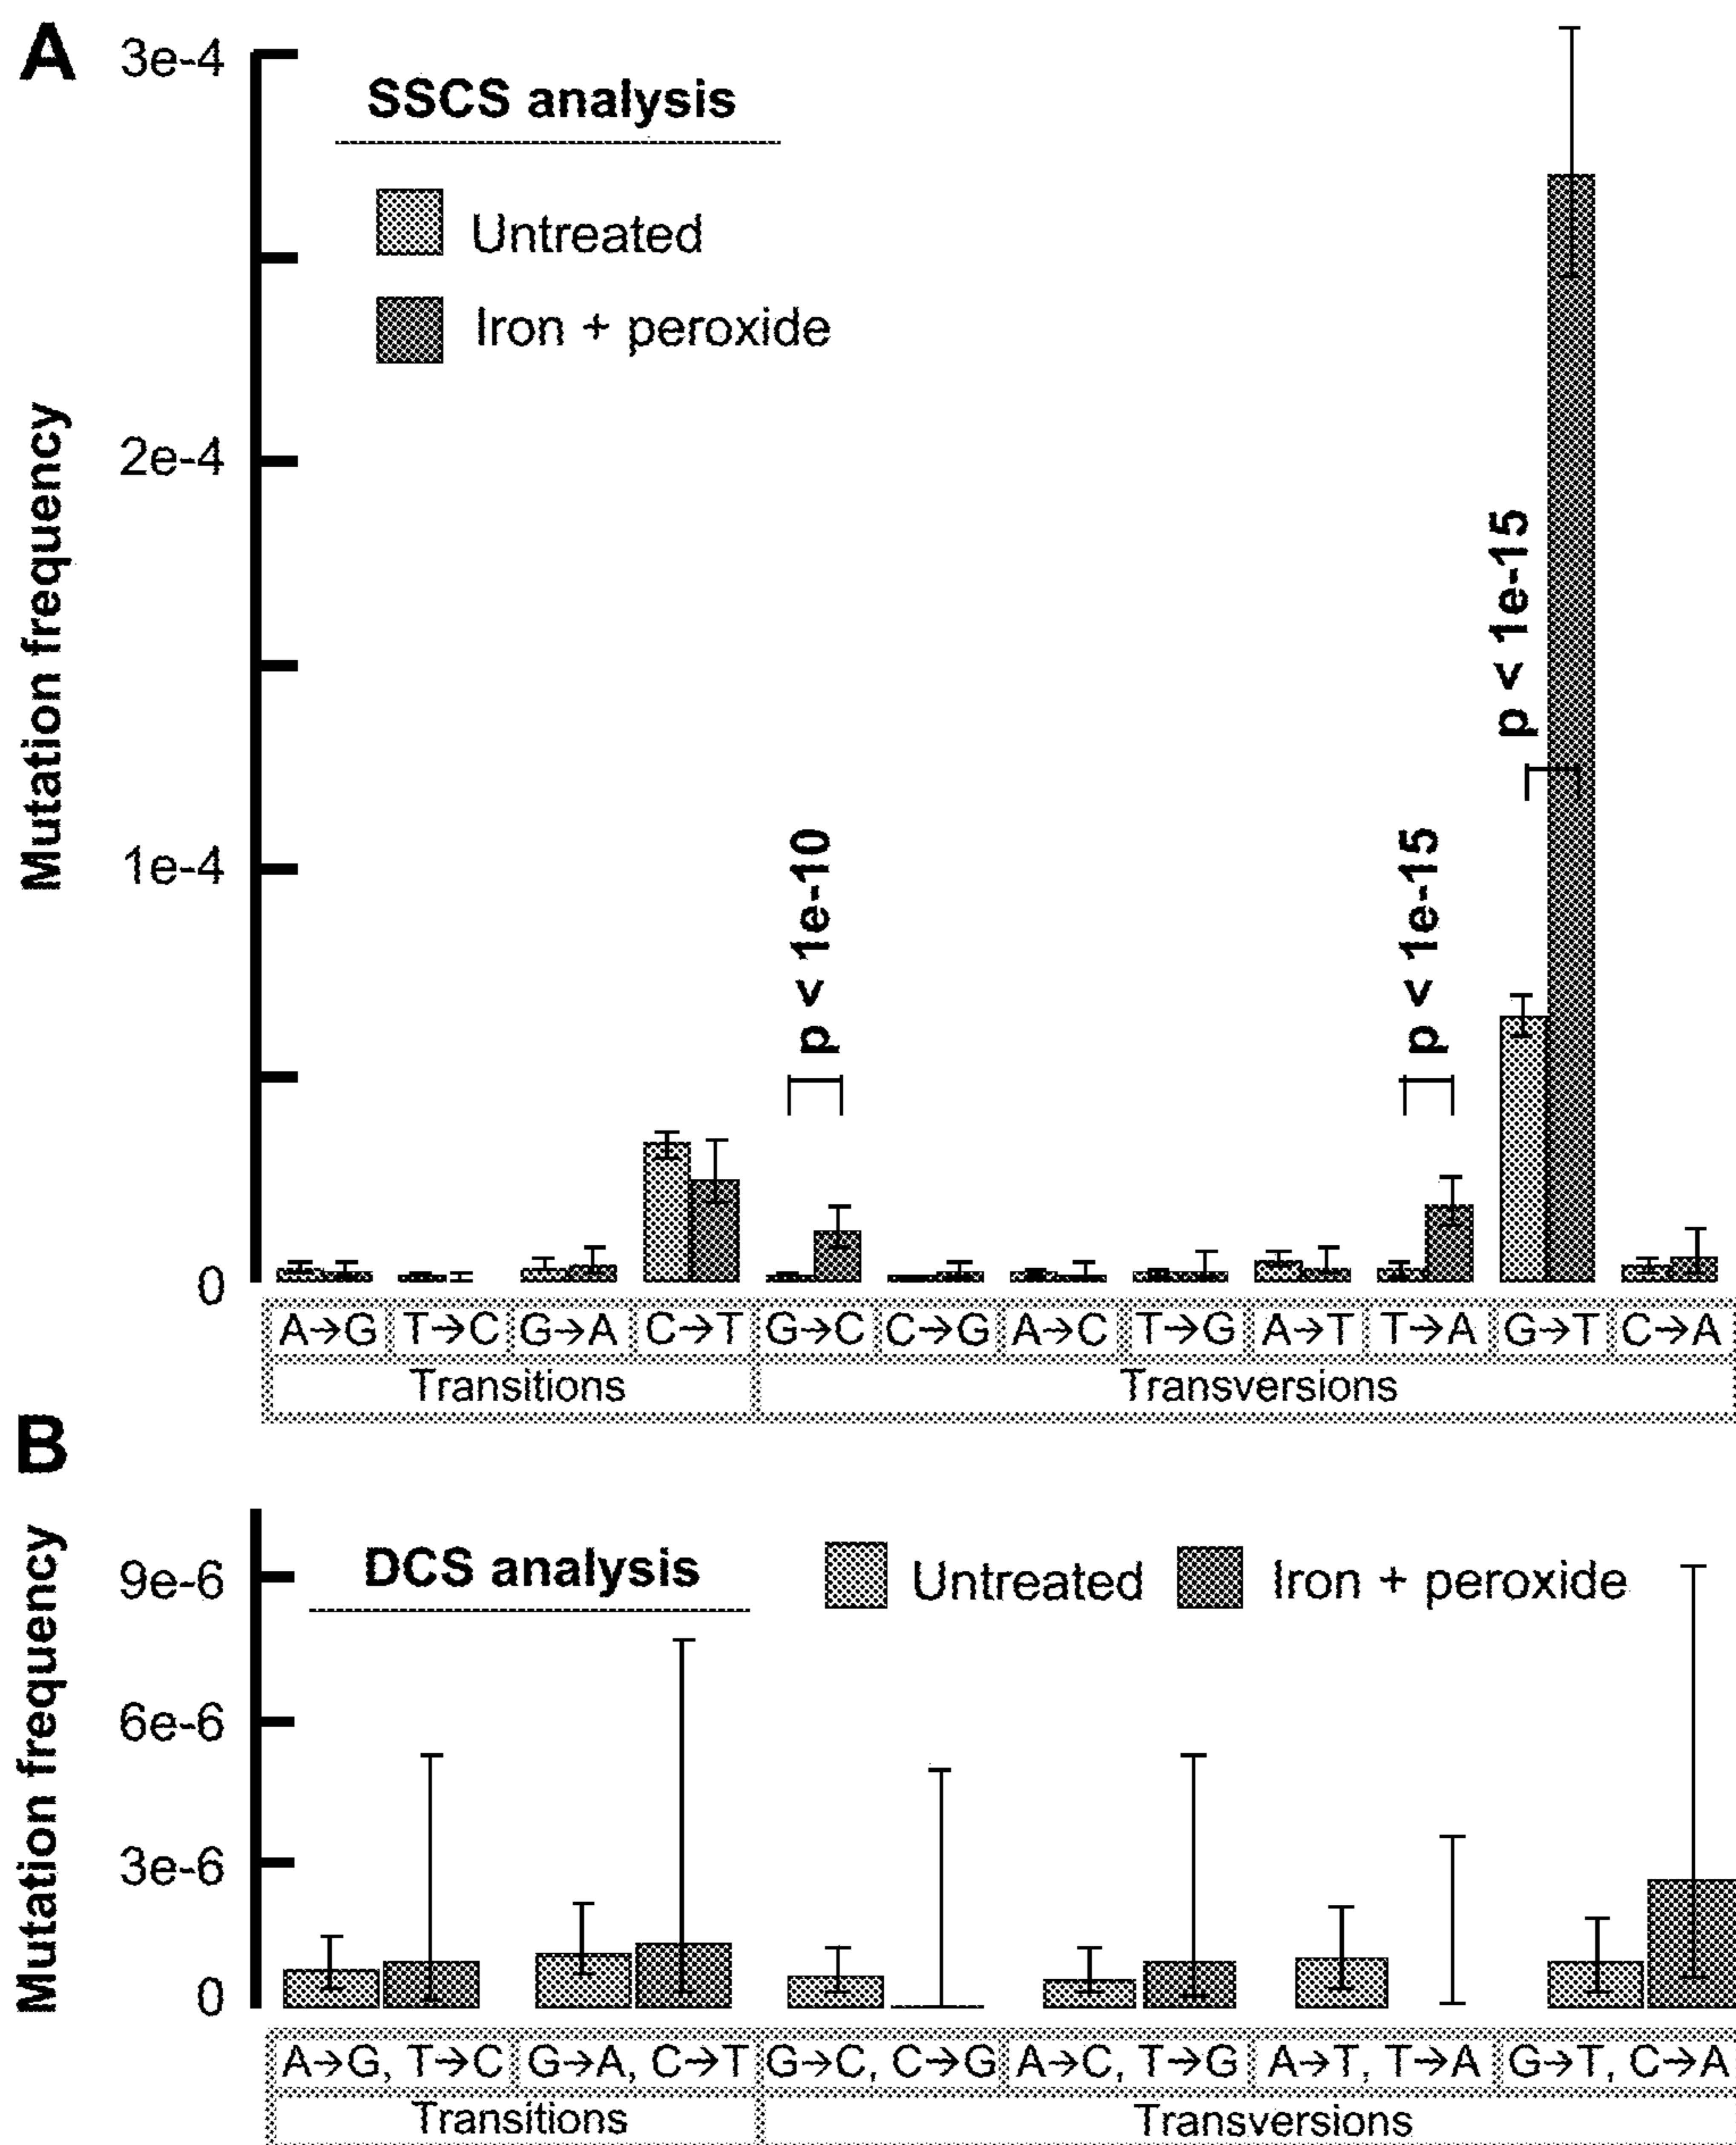 A
3e-4
SSCS analysis
Untreated
Iron + peroxide
2e-4
1e-4
0
Mutation frequency
p < 1e-10
p < 1e-15
p < 1e-15
A→G T→C G→A C→T G→C C→G A→C T→G A→T T→A G→T C→A
Transitions Transversions
B
9e-6
DCS analysis Untreated Iron + peroxide
6e-6
3e-6
0
Mutation frequency
A→G, T→C G→A, C→T G→C, C→G A→C, T→G A→T, T→A G→T, C→A
Transitions Transversions